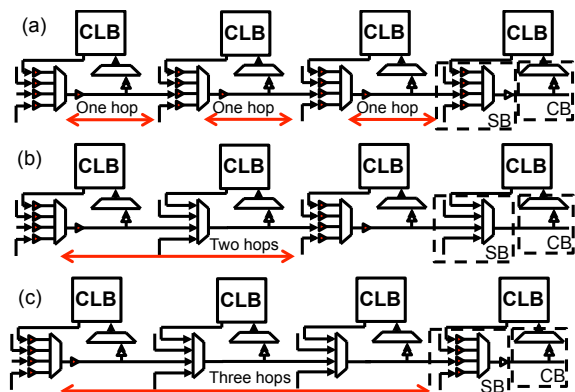 (a)
CLB CLB CLB CLB
One hop One hop One hop
SB CB
(b)
CLB CLB CLB CLB
Two hops
SB CB
(c)
CLB CLB CLB CLB
Three hops
SB CB